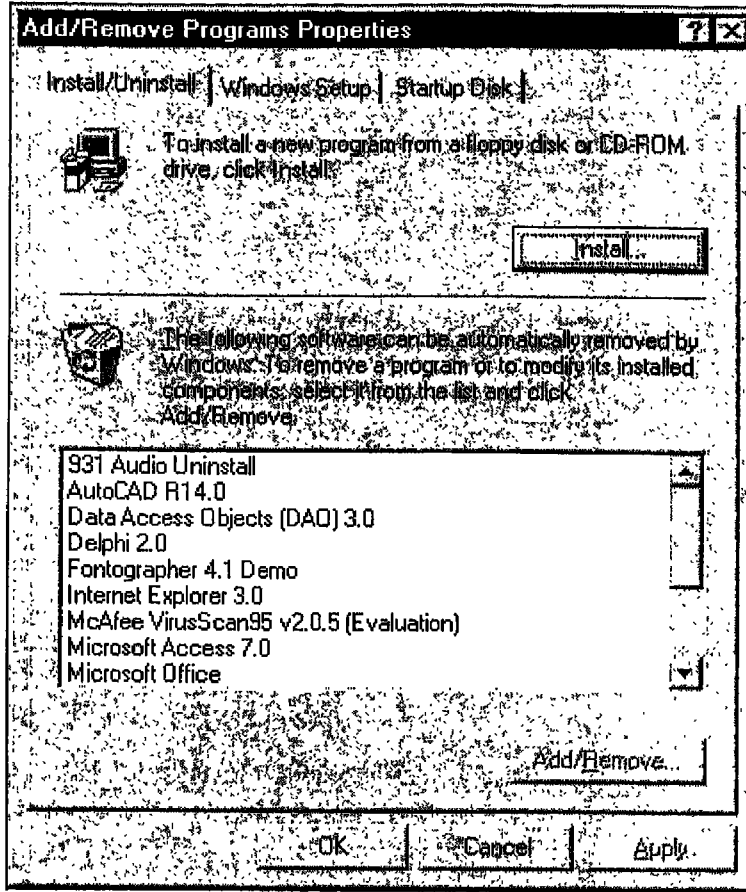 Add/Remove Programs Properties
Install/Uninstall Windows Setup Startup Disk
To install a new program from a floppy disk or CD-ROM
drive, click Install.
Install...
The following software can be automatically removed by
Windows. To remove a program or to modify its installed
components, select it from the list and click
Add/Remove.
931 Audio Uninstall
AutoCAD R14.0
Data Access Objects (DAO) 3.0
Delphi 2.0
Fontographer 4.1 Demo
Internet Explorer 3.0
McAfee VirusScan95 v2.0.5 (Evaluation)
Microsoft Access 7.0
Microsoft Office
Add/Remove...
OK Cancel Apply